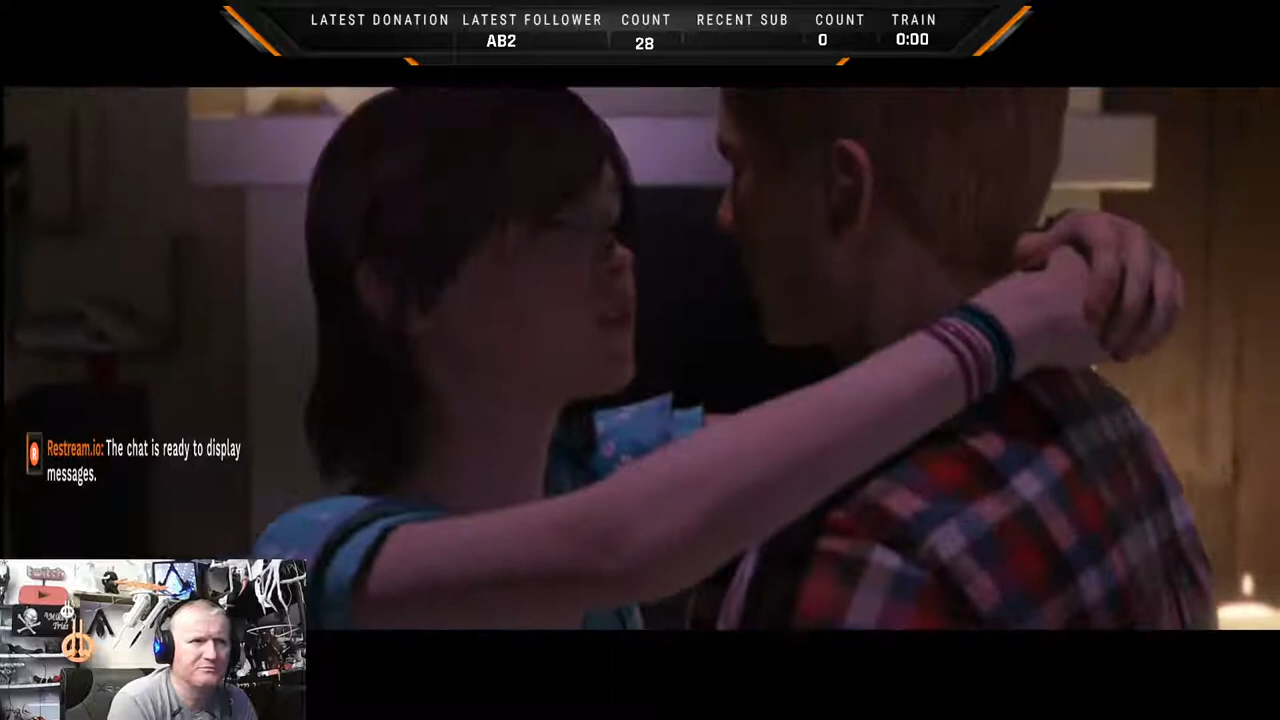 LATEST DONATION LATEST FOLLOWER COUNT RECENT SUB COUNT TRAIN
AB2 28 0 0:00
Restream.io: The chat is ready to display
messages.
twitch